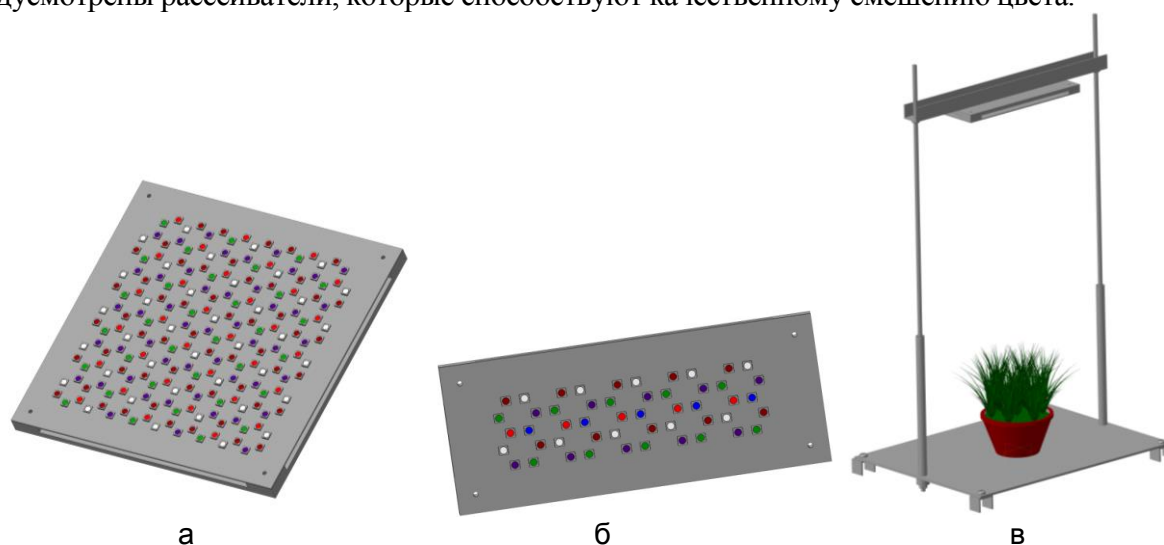 дусмотрены рассеиватели, которые способствуют качественному смешению цвета.
а б в